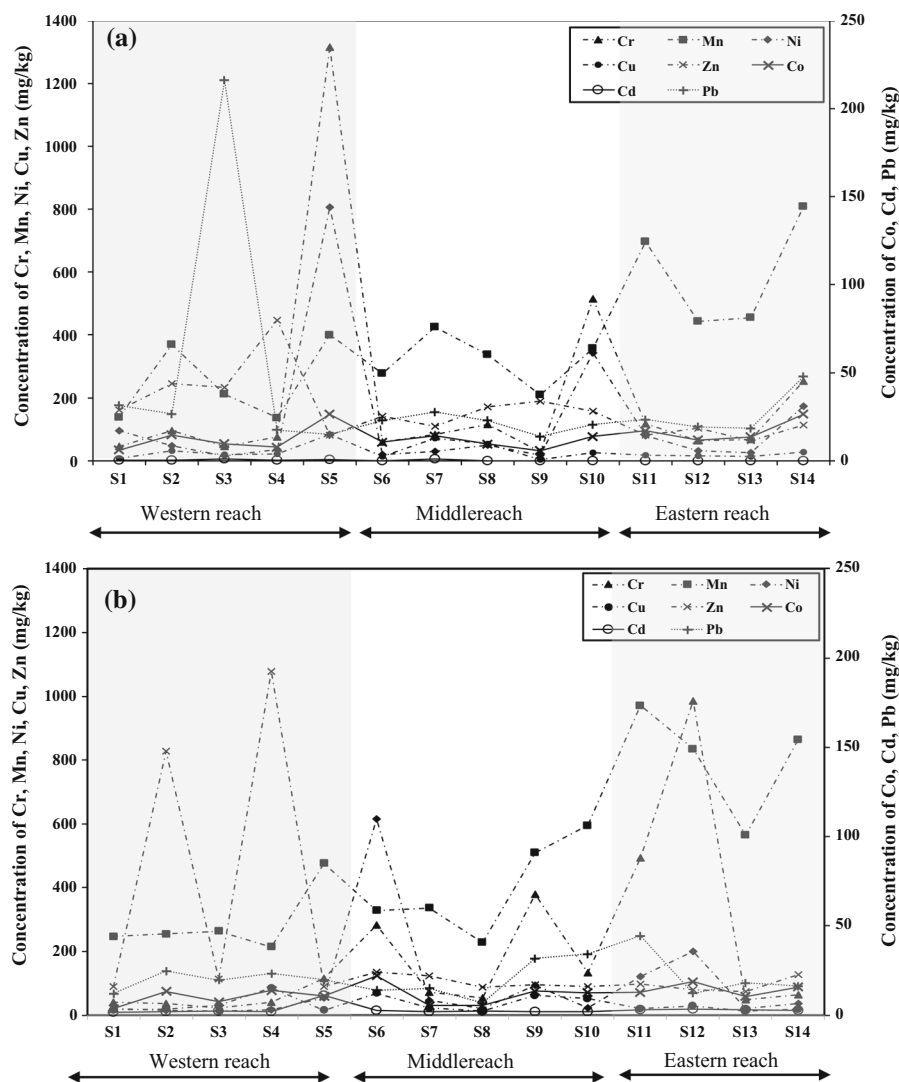 (a)
Concentration of Cr, Mn, Ni, Cu, Zn (mg/kg)
1400
1200
1000
800
600
400
200
0
Cr Mn Ni
Cu Zn Co
Cd Pb
250
200
150
100
50
0
Concentration of Co, Cd, Pb (mg/kg)
S1 S2 S3 S4 S5 S6 S7 S8 S9 S10 S11 S12 S13 S14
Western reach Middlereach Eastern reach
(b)
Concentration of Cr, Mn, Ni, Cu, Zn (mg/kg)
1400
1200
1000
800
600
400
200
0
Cr Mn Ni
Cu Zn Co
Cd Pb
250
200
150
100
50
0
Concentration of Co, Cd, Pb (mg/kg)
S1 S2 S3 S4 S5 S6 S7 S8 S9 S10 S11 S12 S13 S14
Western reach Middlereach Eastern reach